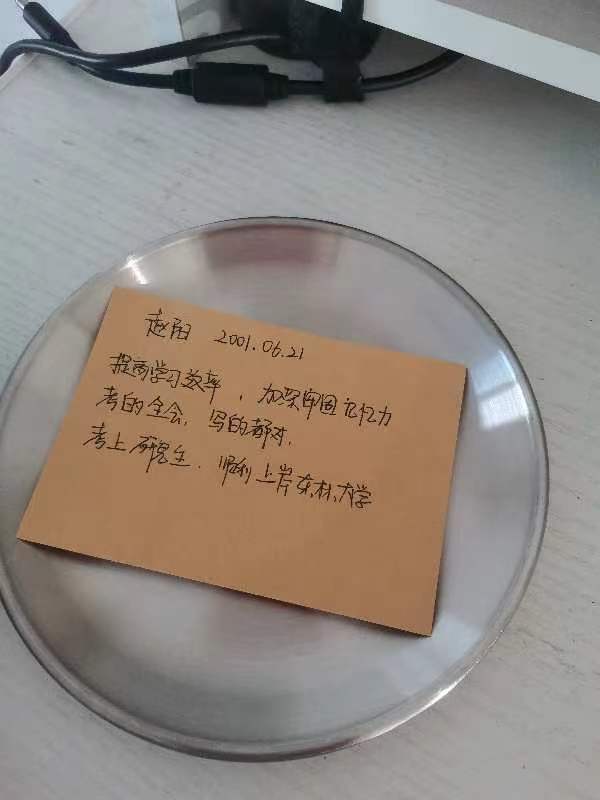 赵阳 2001.06.21
提高学习效率，加深牢固记忆力
考的全会，写的都对，
考上研究生．顺利上岸东林大学